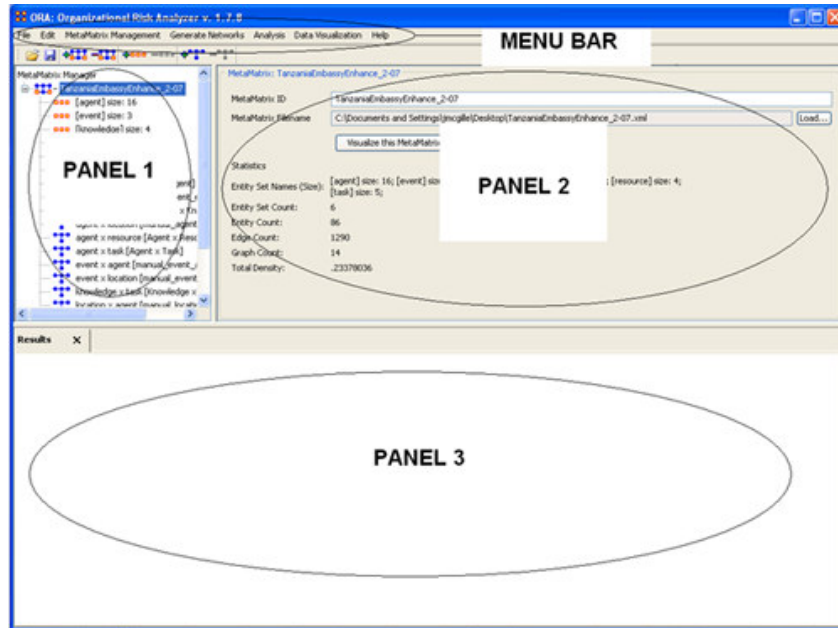 ORA: Organizational Risk Analyzer v. 1.7.8
File Edit MetaMatrix Management Generate Networks Analysis Data Visualization Help
MENU BAR
MetaMatrix Manager
TanzaniaEmbassyEnhance_2-07
[agent] size: 16
[event] size: 3
[knowledge] size: 4
PANEL 1
agent x location [manual_agent
agent x resource [Agent x Reso
agent x task [Agent x Task]
event x agent [manual_event_
event x location [manual_event
knowledge x task [Knowledge x
location x agent [manual_locatio
MetaMatrix: TanzaniaEmbassyEnhance_2-07
MetaMatrix ID TanzaniaEmbassyEnhance_2-07
MetaMatrix Filename C:\Documents and Settings\jmcgille\Desktop\TanzaniaEmbassyEnhance_2-07.xml Load...
Visualize this MetaMatrix
PANEL 2
Statistics
Entity Set Names (Size): [agent] size: 16; [event] size ; [resource] size: 4;
[task] size: 5;
Entity Set Count: 6
Entity Count: 86
Edge Count: 1290
Graph Count: 14
Total Density: .23378036
Results X
PANEL 3